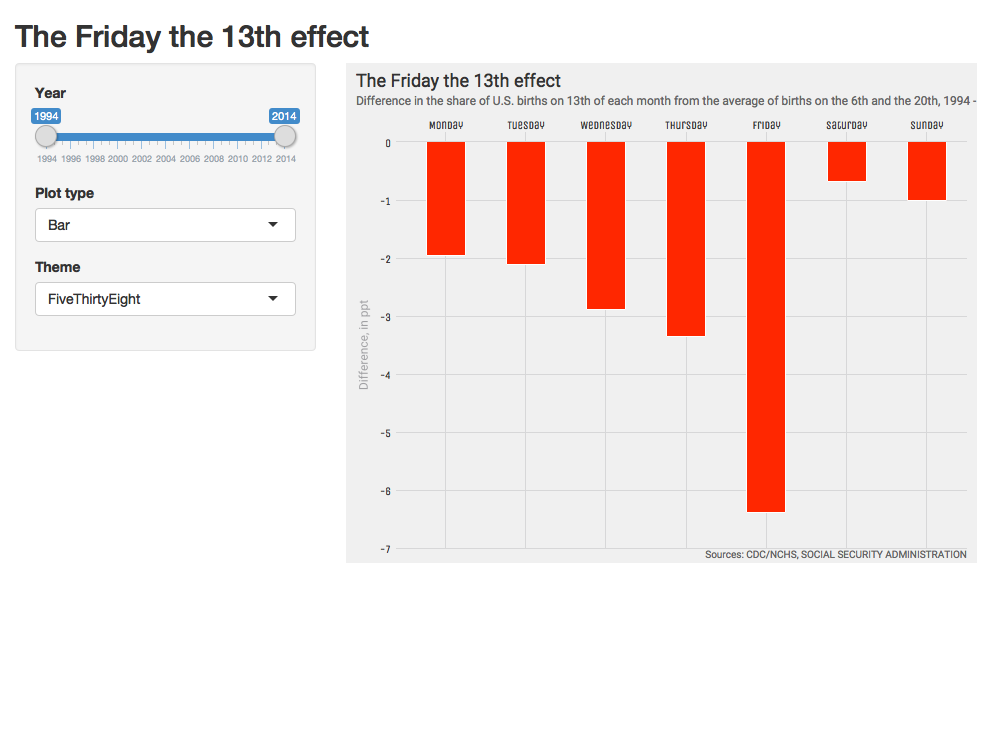 The Friday the 13th effect
Year
1994 2014
1994 1996 1998 2000 2002 2004 2006 2008 2010 2012 2014
Plot type
Bar
Theme
FiveThirtyEight
The Friday the 13th effect
Difference in the share of U.S. births on 13th of each month from the average of births on the 6th and the 20th, 1994 -
MONDAY TUESDAY WEDNESDAY THURSDAY FRIDAY SATURDAY SUNDAY
0
-1
-2
-3
-4
-5
-6
-7
Difference, in ppt
Sources: CDC/NCHS, SOCIAL SECURITY ADMINISTRATION